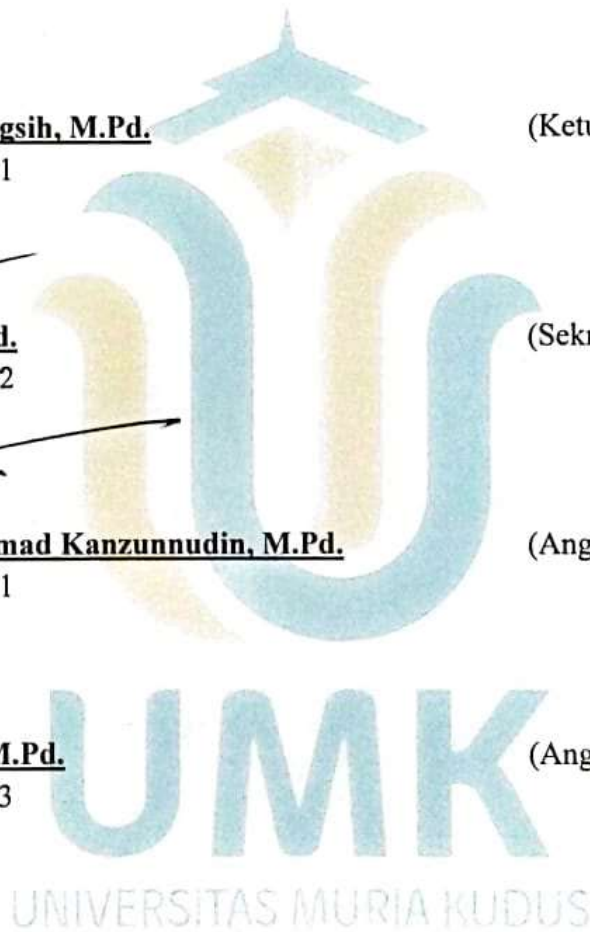 gsih, M.Pd. (Ketu
1
d. (Sekr
2
mad Kanzunnudin, M.Pd. (Ang
1
M.Pd. (Ang
3
UMK
UNIVERSITAS MURIA KUDUS